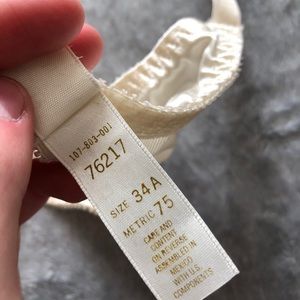 107-803-001
76217
SIZE 34A
METRIC 75
CARE AND
CONTENT
ON REVERSE
ASSEMBLED IN
MEXICO
WITH U.S.
COMPONENTS